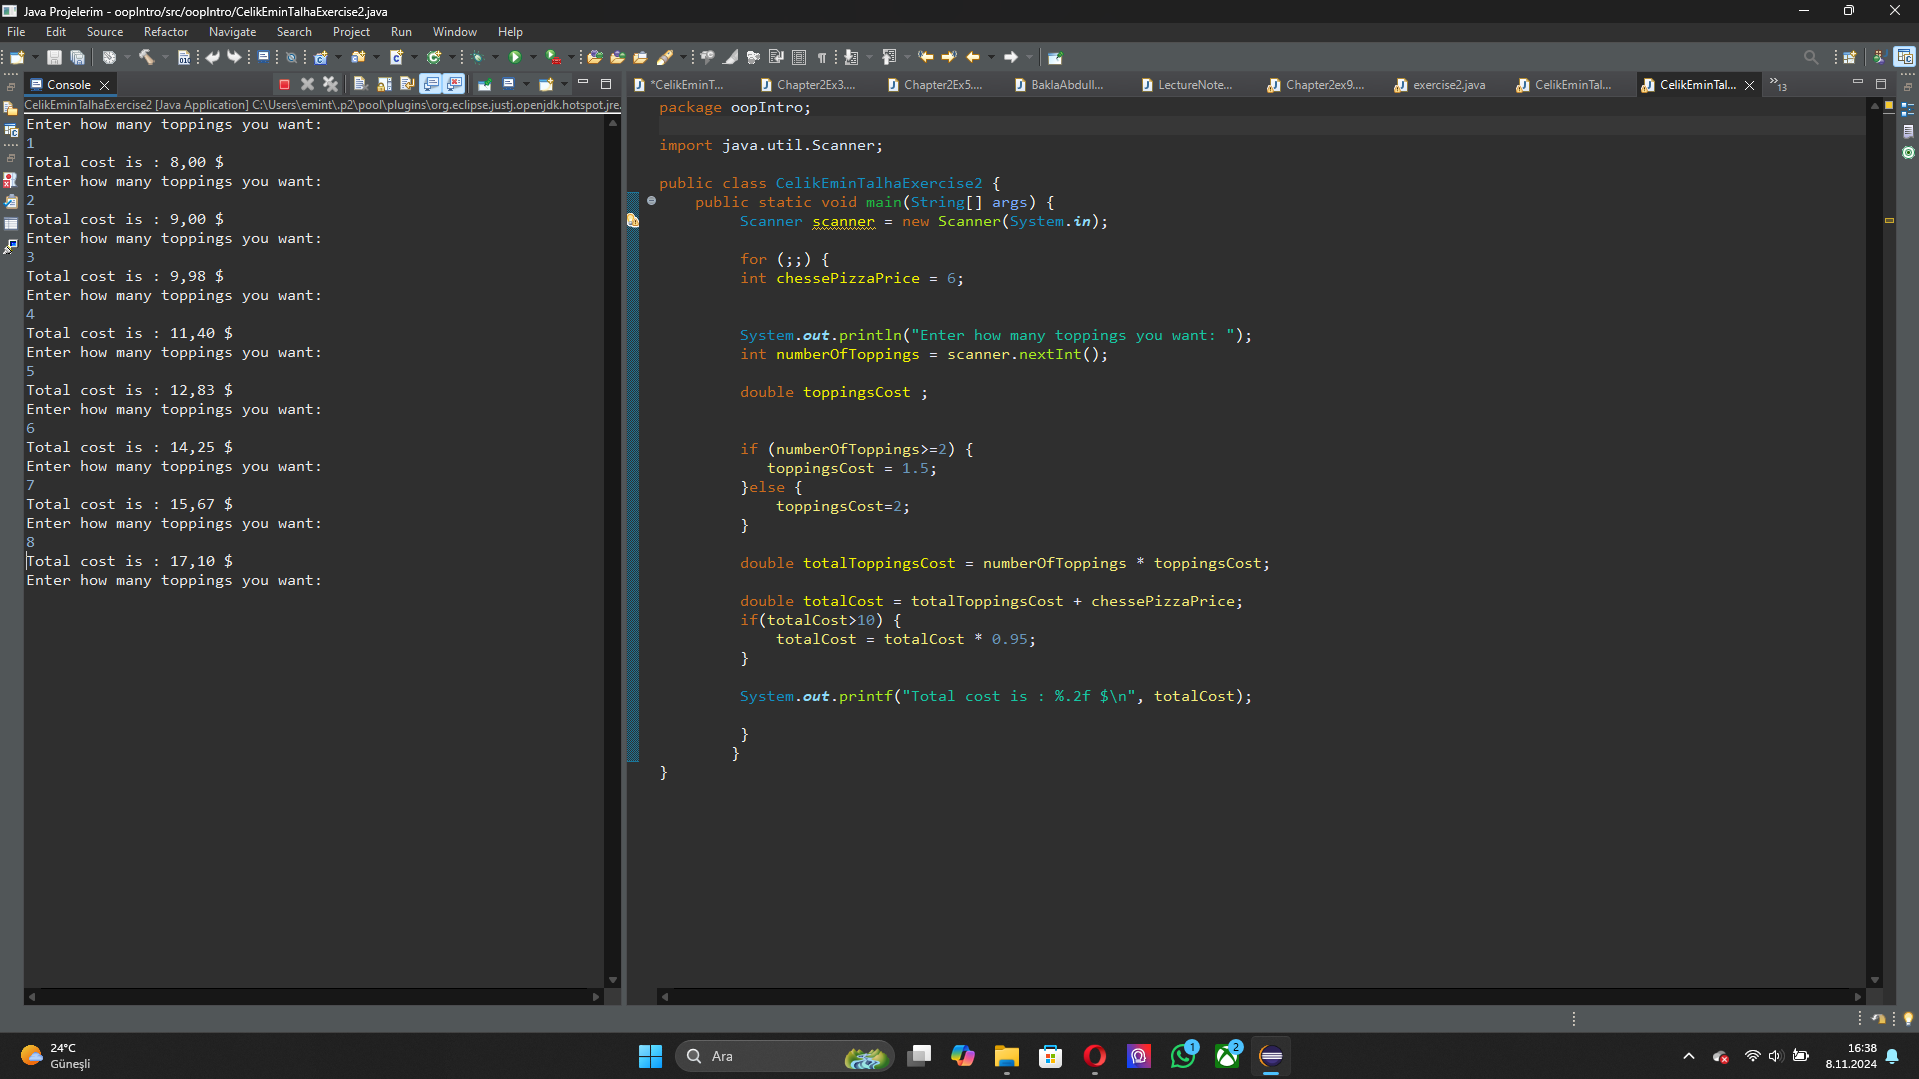 Java Projelerim - oopIntro/src/oopIntro/CelikEminTalhaExercise2.java
File Edit Source Refactor Navigate Search Project Run Window Help
Console
*CelikEminT... Chapter2Ex3.... Chapter2Ex5.... BaklaAbdull... LectureNote... Chapter2ex9.... exercise2.java CelikEminTal... CelikEminTal... »13
CelikEminTalhaExercise2 [Java Application] C:\Users\emint\.p2\pool\plugins\org.eclipse.justj.openjdk.hotspot.jre.
Enter how many toppings you want:
1
Total cost is : 8,00 $
Enter how many toppings you want:
2
Total cost is : 9,00 $
Enter how many toppings you want:
3
Total cost is : 9,98 $
Enter how many toppings you want:
4
Total cost is : 11,40 $
Enter how many toppings you want:
5
Total cost is : 12,83 $
Enter how many toppings you want:
6
Total cost is : 14,25 $
Enter how many toppings you want:
7
Total cost is : 15,67 $
Enter how many toppings you want:
8
Total cost is : 17,10 $
Enter how many toppings you want:
package oopIntro;
import java.util.Scanner;
public class CelikEminTalhaExercise2 {
public static void main(String[] args) {
Scanner scanner = new Scanner(System.in);
for (;;) {
int chessePizzaPrice = 6;
System.out.println("Enter how many toppings you want: ");
int numberOfToppings = scanner.nextInt();
double toppingsCost ;
if (numberOfToppings>=2) {
toppingsCost = 1.5;
}else {
toppingsCost=2;
}
double totalToppingsCost = numberOfToppings * toppingsCost;
double totalCost = totalToppingsCost + chessePizzaPrice;
if(totalCost>10) {
totalCost = totalCost * 0.95;
}
System.out.printf("Total cost is : %.2f $\n", totalCost);
}
}
}
24°C
Güneşli
Ara
1
2
16:38
8.11.2024